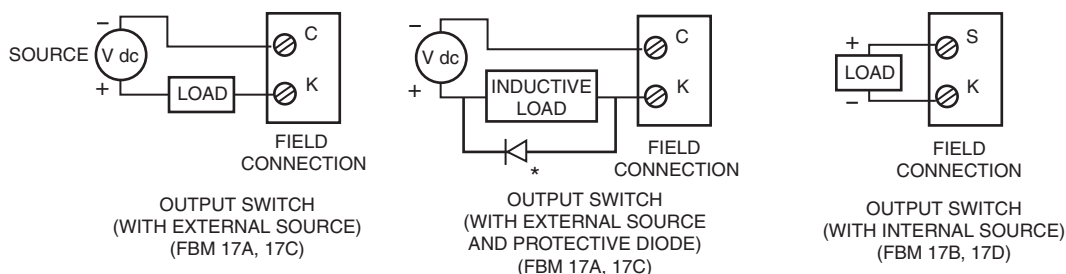 −
SOURCE
V dc
+
LOAD
C
K
FIELD
CONNECTION
OUTPUT SWITCH
(WITH EXTERNAL SOURCE)
(FBM 17A, 17C)
−
V dc
+
INDUCTIVE
LOAD
*
C
K
FIELD
CONNECTION
OUTPUT SWITCH
(WITH EXTERNAL SOURCE
AND PROTECTIVE DIODE)
(FBM 17A, 17C)
+
LOAD
−
S
K
FIELD
CONNECTION
OUTPUT SWITCH
(WITH INTERNAL SOURCE)
(FBM 17B, 17D)